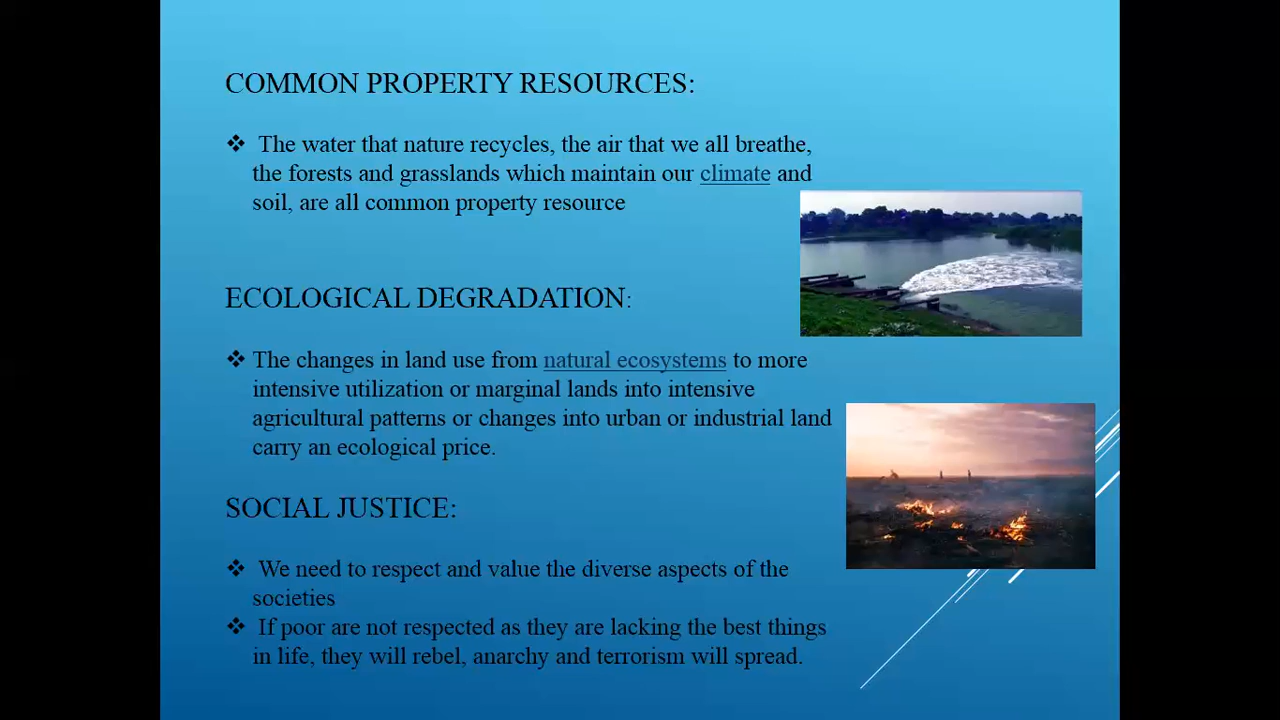 COMMON PROPERTY RESOURCES:
❖ The water that nature recycles, the air that we all breathe,
the forests and grasslands which maintain our climate and
soil, are all common property resource
ECOLOGICAL DEGRADATION:
❖ The changes in land use from natural ecosystems to more
intensive utilization or marginal lands into intensive
agricultural patterns or changes into urban or industrial land
carry an ecological price.
SOCIAL JUSTICE:
❖ We need to respect and value the diverse aspects of the
societies
❖ If poor are not respected as they are lacking the best things
in life, they will rebel, anarchy and terrorism will spread.